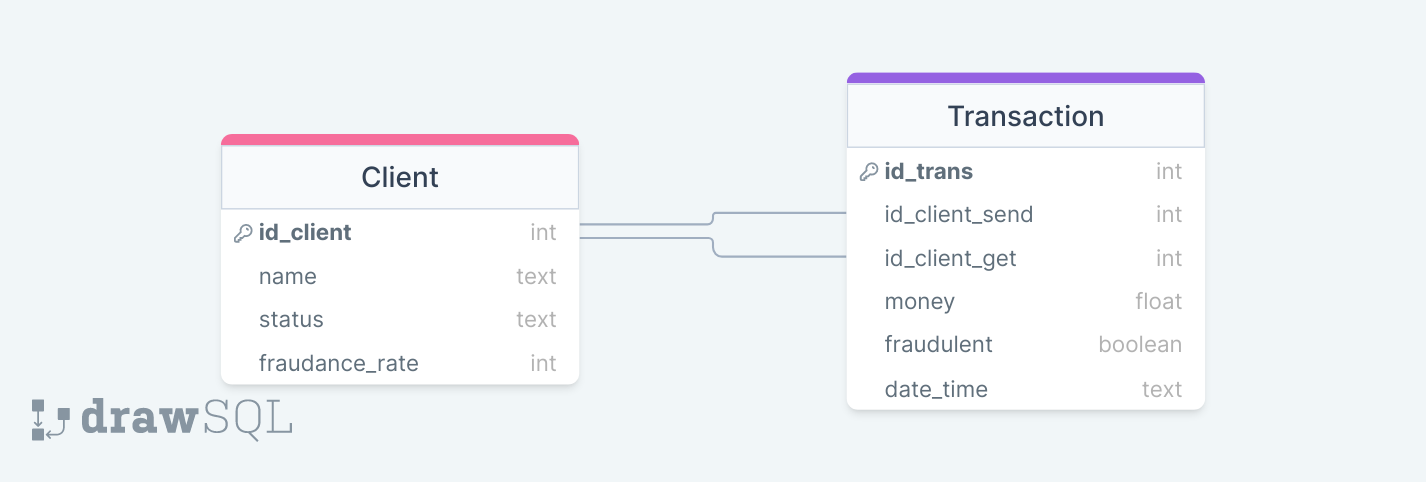 Client
id_client int
name text
status text
fraudance_rate int
Transaction
id_trans int
id_client_send int
id_client_get int
money float
fraudulent boolean
date_time text
drawSQL